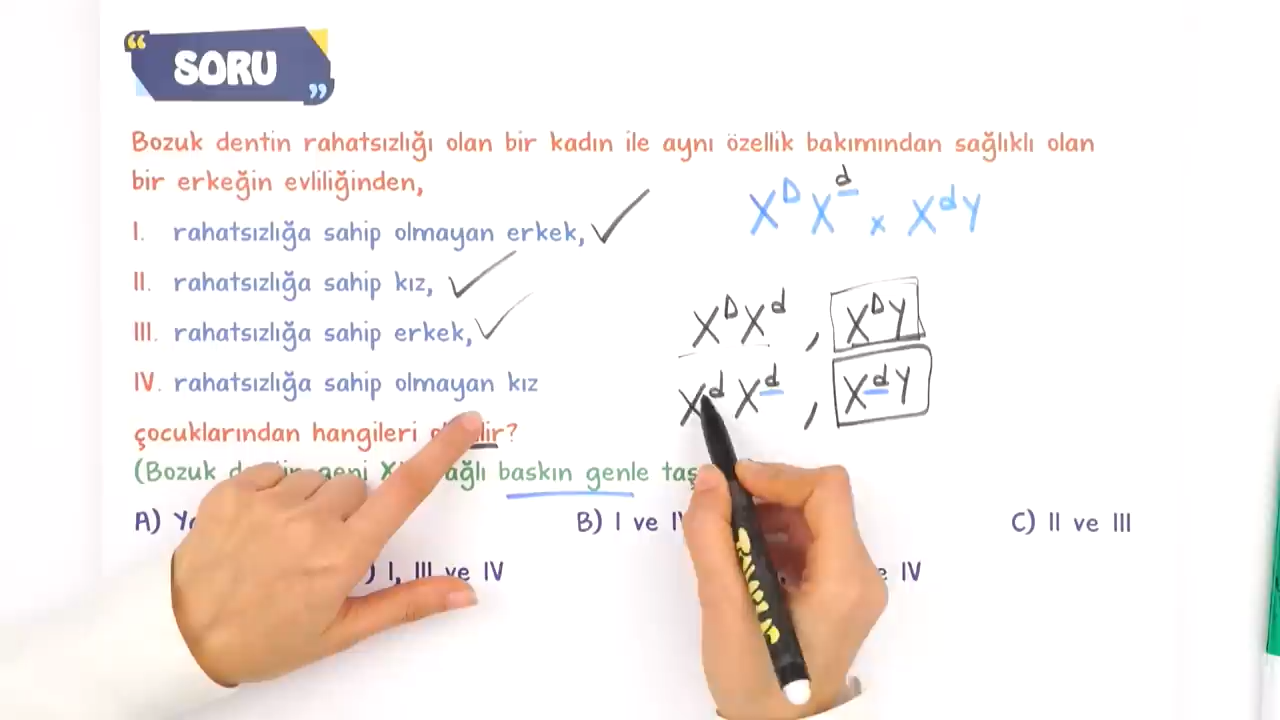 SORU
Bozuk dentin rahatsızlığı olan bir kadın ile aynı özellik bakımından sağlıklı olan
bir erkeğin evliliğinden,
X^D X^d x X^d Y
I. rahatsızlığa sahip olmayan erkek,
II. rahatsızlığa sahip kız,
X^D X^d , X^D Y
III. rahatsızlığa sahip erkek,
IV. rahatsızlığa sahip olmayan kız
X^d X^d , X^d Y
çocuklarından hangileri
(Bozuk geni baskın genle
A) B) I ve C) II ve III
I, III ve IV IV